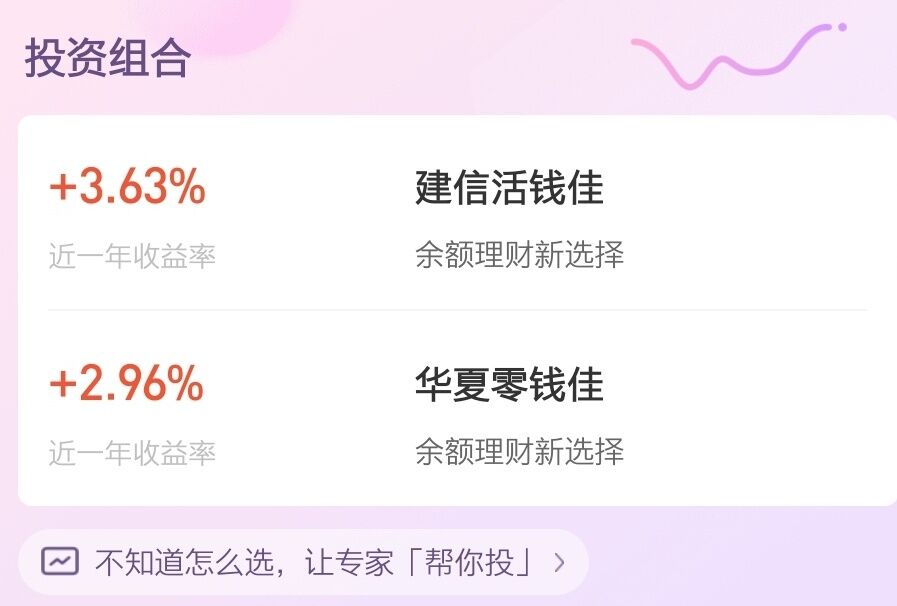 投资组合
+3.63%
建信活钱佳
近一年收益率
余额理财新选择
+2.96%
华夏零钱佳
近一年收益率
余额理财新选择
不知道怎么选，让专家「帮你投」